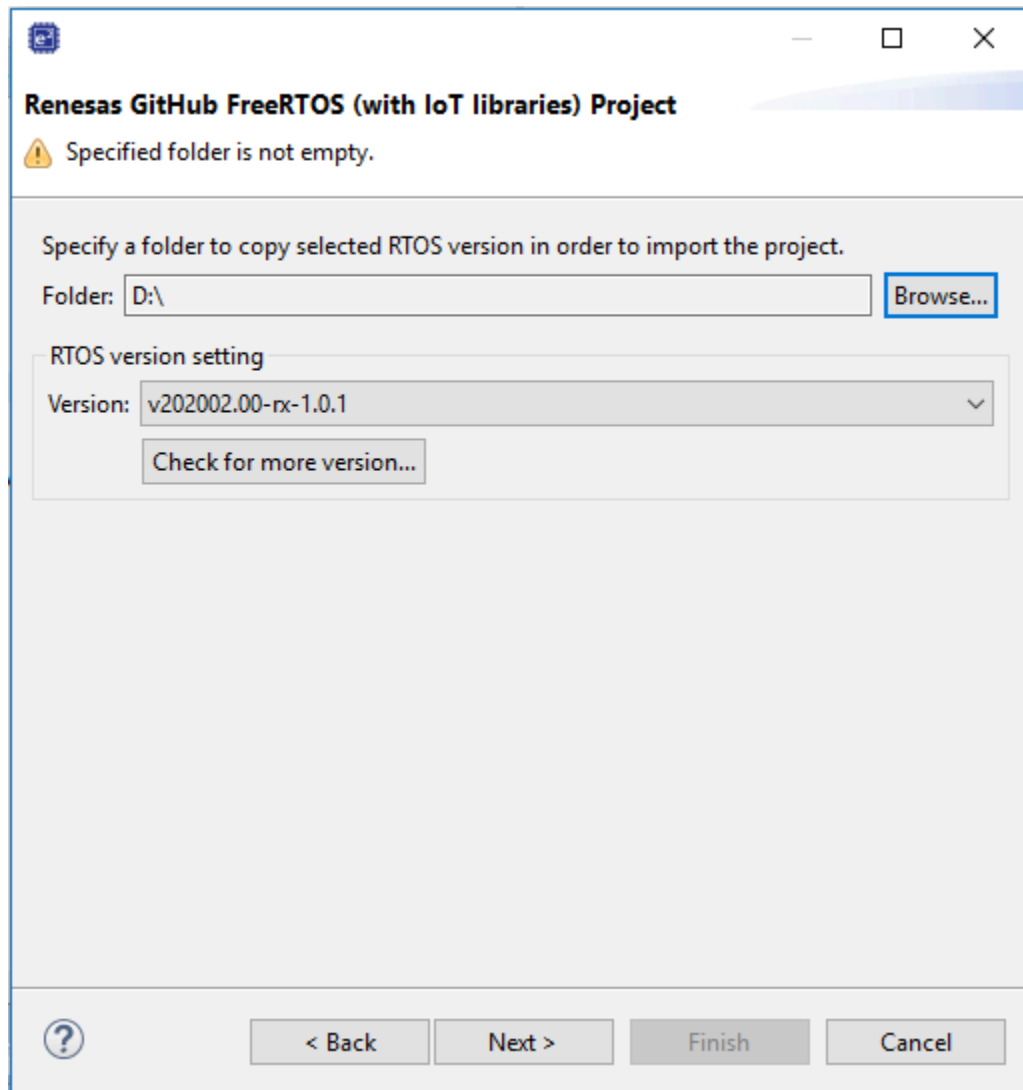 Renesas GitHub FreeRTOS (with IoT libraries) Project
Specified folder is not empty.
Specify a folder to copy selected RTOS version in order to import the project.
Folder: D:\ Browse...
RTOS version setting
Version: v202002.00-rx-1.0.1
Check for more version...
? < Back Next > Finish Cancel